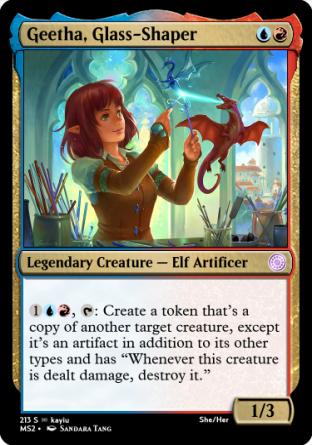 Geetha, Glass-Shaper
Legendary Creature — Elf Artificer
1, : Create a token that's a
copy of another target creature, except
it's an artifact in addition to its other
types and has “Whenever this creature
is dealt damage, destroy it.”
1/3
213 S kayiu
She/Her
MS2 • Sandara Tang